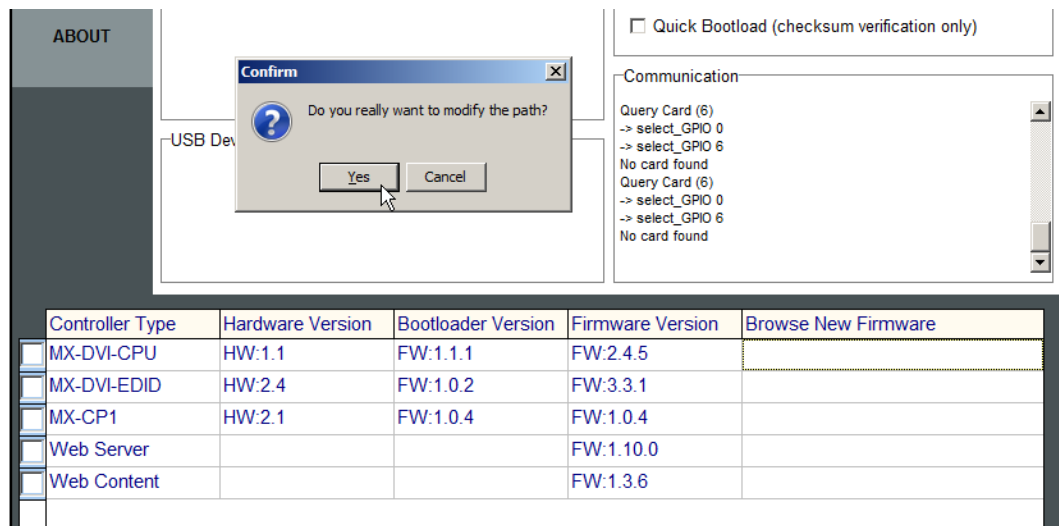 ABOUT
Quick Bootload (checksum verification only)
Confirm
Do you really want to modify the path?
Yes
Cancel
USB Dev
Communication
Query Card (6)
-> select_GPIO 0
-> select_GPIO 6
No card found
Query Card (6)
-> select_GPIO 0
-> select_GPIO 6
No card found
Controller Type Hardware Version Bootloader Version Firmware Version Browse New Firmware
MX-DVI-CPU HW:1.1 FW:1.1.1 FW:2.4.5
MX-DVI-EDID HW:2.4 FW:1.0.2 FW:3.3.1
MX-CP1 HW:2.1 FW:1.0.4 FW:1.0.4
Web Server FW:1.10.0
Web Content FW:1.3.6